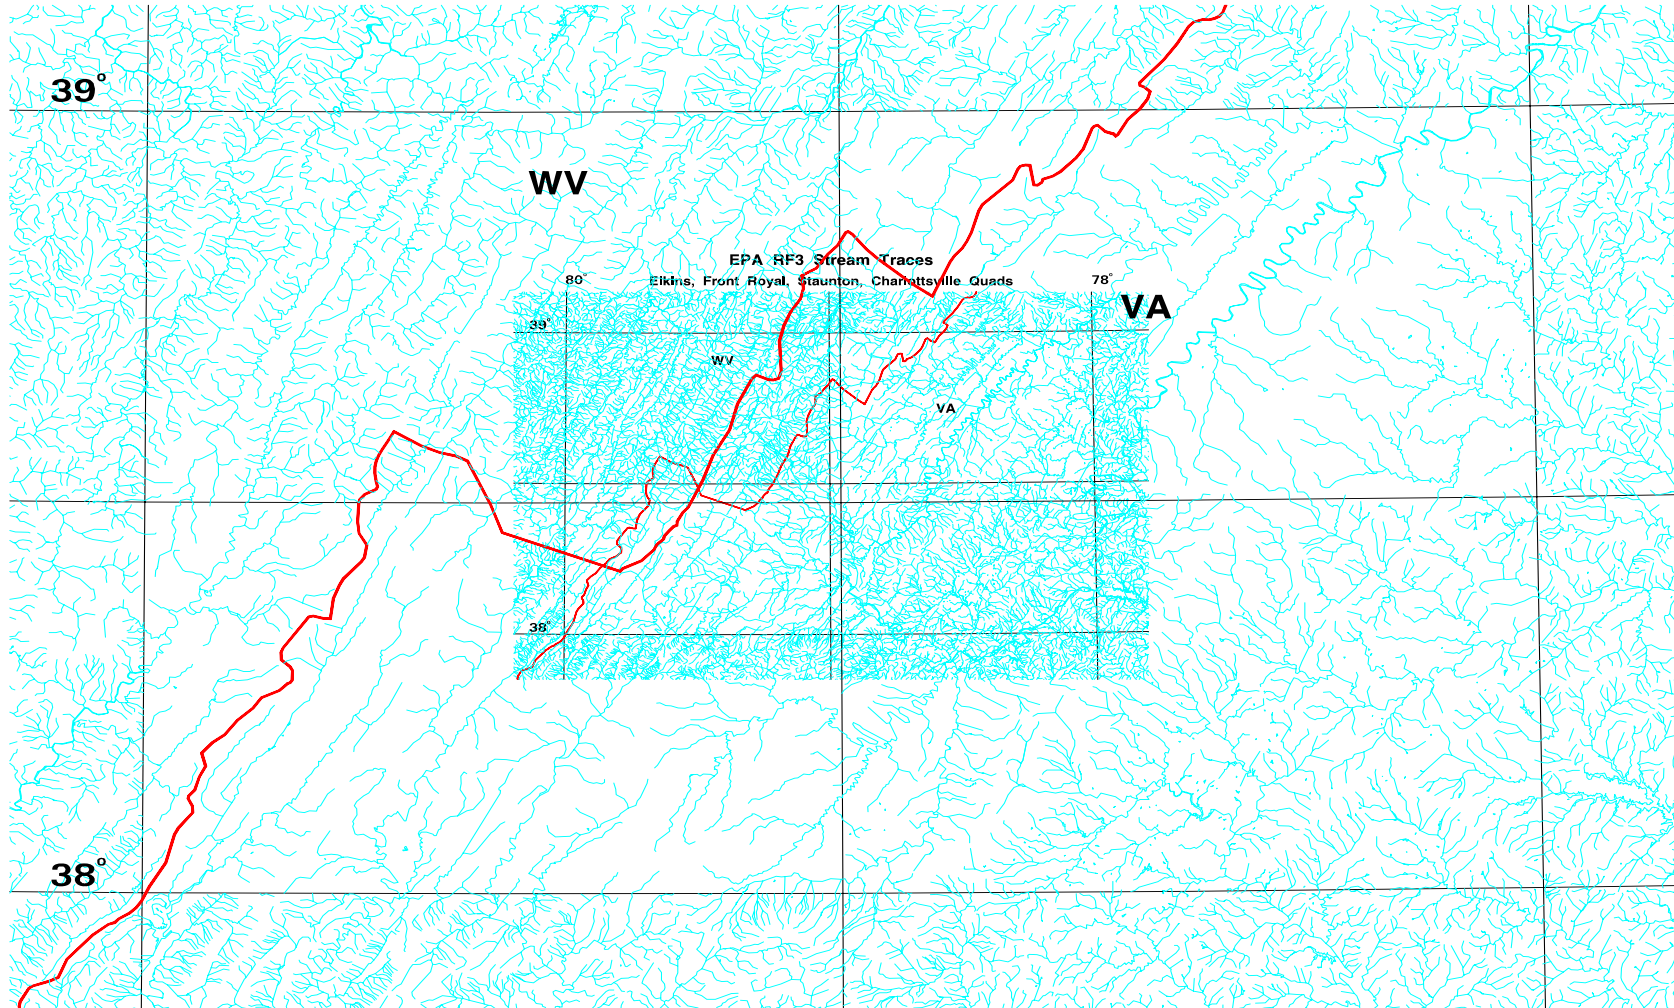 39°
WV
EPA RF3 Stream Traces
80°
Elkins, Front Royal, Staunton, Charlottsville Quads
78°
VA
39°
WV
VA
38°
38°